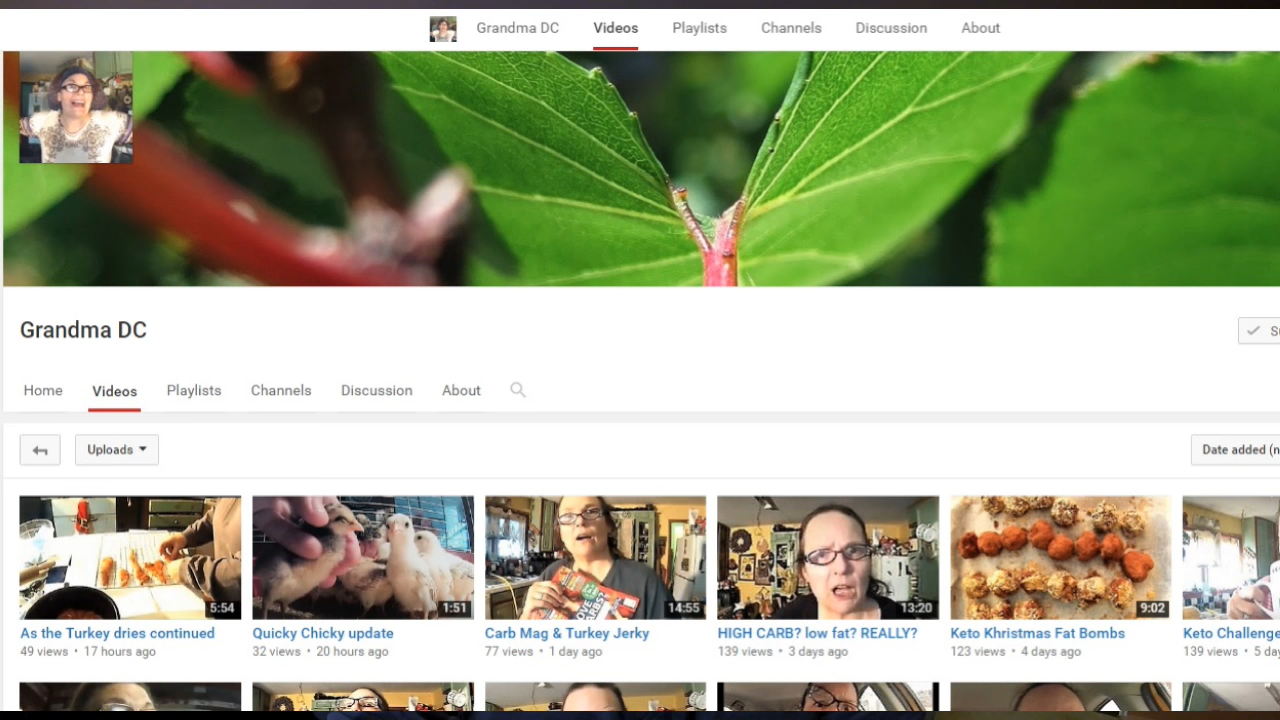 Grandma DC Videos Playlists Channels Discussion About
Grandma DC
Home Videos Playlists Channels Discussion About
Uploads Date added (n
5:54 1:51 14:55 13:20 9:02
As the Turkey dries continued Quicky Chicky update Carb Mag & Turkey Jerky HIGH CARB? low fat? REALLY? Keto Khristmas Fat Bombs Keto Challenge
49 views • 17 hours ago 32 views • 20 hours ago 77 views • 1 day ago 139 views • 3 days ago 123 views • 4 days ago 139 views • 5 day